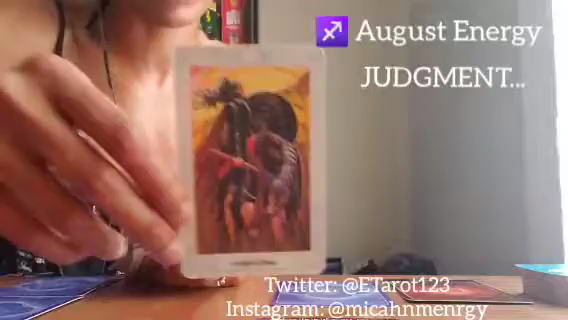 ♐ August Energy
JUDGMENT...
Twitter: @ETarot123
Instagram: @micahnmenrgy